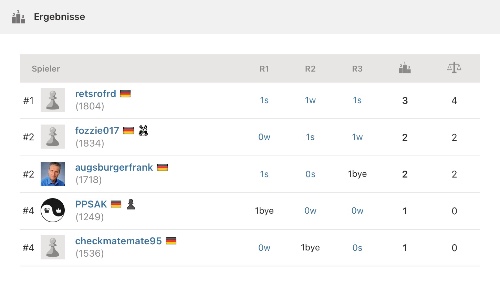 Ergebnisse
Spieler R1 R2 R3
#1 retsrofrd 1s 1w 1s 3 4
(1804)
#2 fozzie017 0w 1s 1w 2 2
(1834)
#2 augsburgerfrank 1s 0s 1bye 2 2
(1718)
#4 PPSAK 1bye 0w 0w 1 0
(1249)
#4 checkmatemate95 0w 1bye 0s 1 0
(1536)